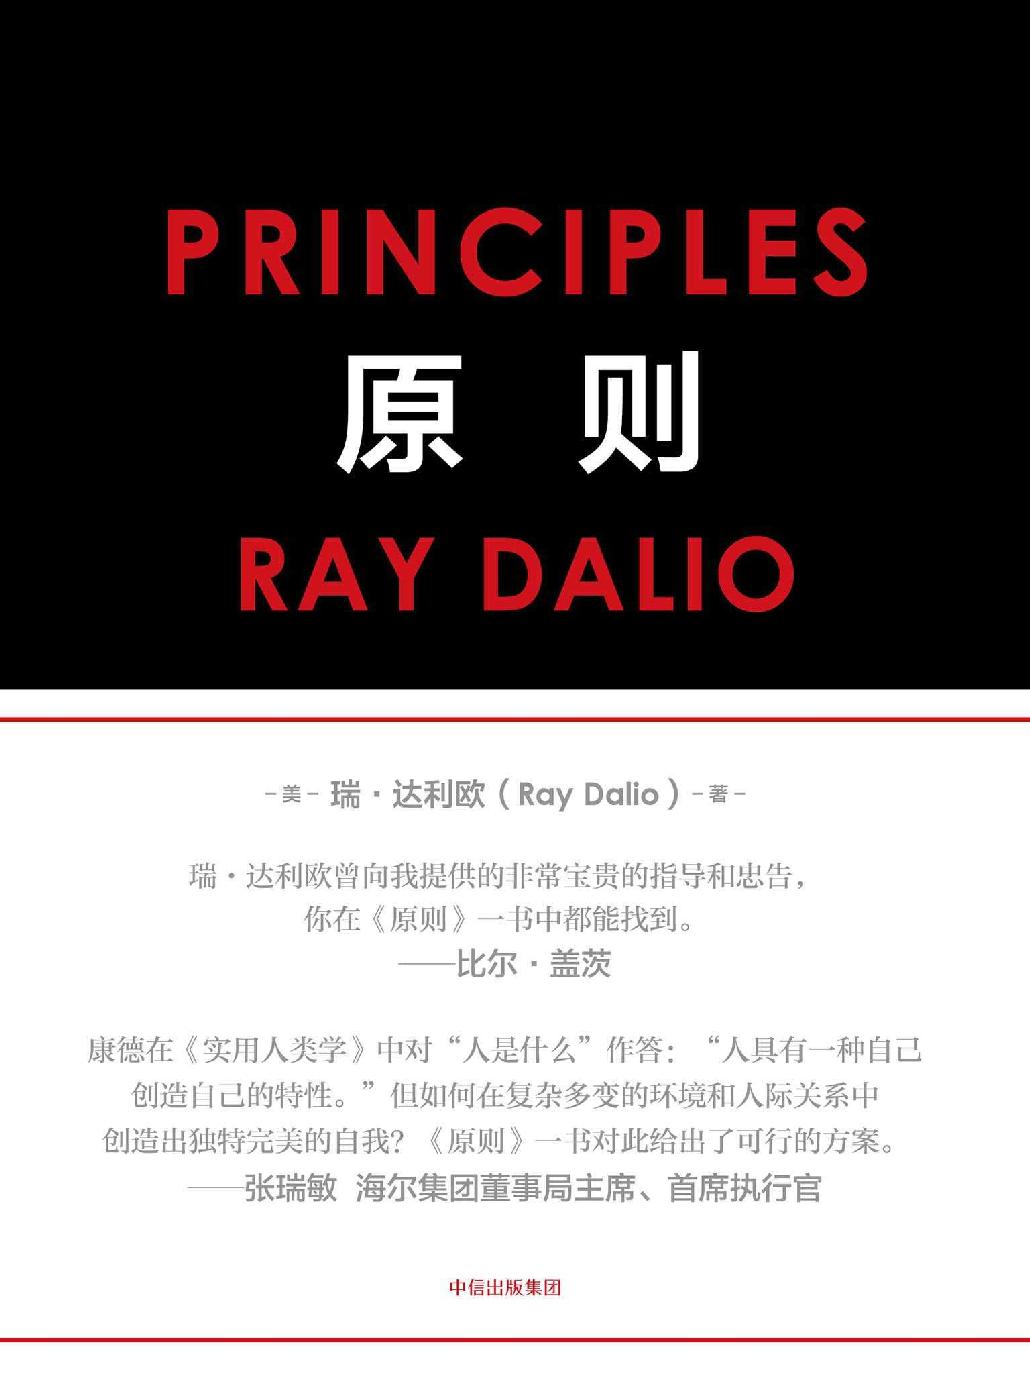 PRINCIPLES
原则
RAY DALIO
–美– 瑞·达利欧（Ray Dalio）–著–
瑞·达利欧曾向我提供的非常宝贵的指导和忠告，
你在《原则》一书中都能找到。
——比尔·盖茨
康德在《实用人类学》中对“人是什么”作答：“人具有一种自己
创造自己的特性。”但如何在复杂多变的环境和人际关系中
创造出独特完美的自我？《原则》一书对此给出了可行的方案。
——张瑞敏 海尔集团董事局主席、首席执行官
中信出版集团